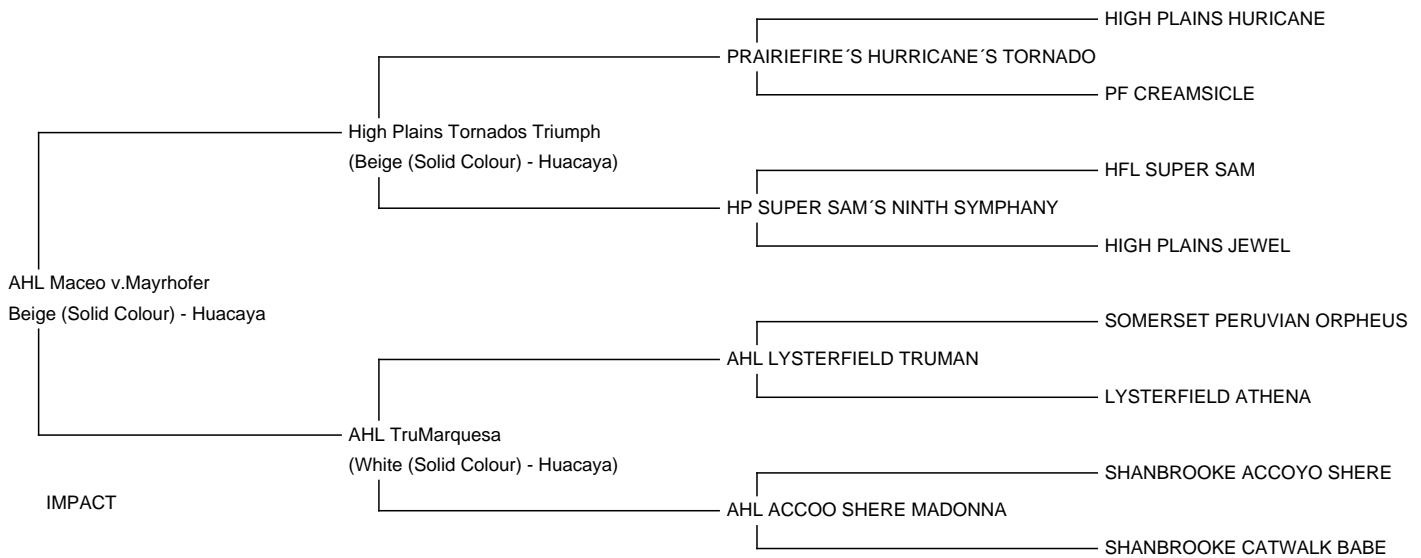 HIGH PLAINS HURICANE
PRAIRIEFIRE´S HURRICANE´S TORNADO
PF CREAMSICLE
High Plains Tornados Triumph
(Beige (Solid Colour) - Huacaya)
HFL SUPER SAM
HP SUPER SAM´S NINTH SYMPHANY
HIGH PLAINS JEWEL
AHL Maceo v.Mayrhofer
Beige (Solid Colour) - Huacaya
SOMERSET PERUVIAN ORPHEUS
AHL LYSTERFIELD TRUMAN
LYSTERFIELD ATHENA
AHL TruMarquesa
(White (Solid Colour) - Huacaya)
SHANBROOKE ACCOYO SHERE
IMPACT
AHL ACCOO SHERE MADONNA
SHANBROOKE CATWALK BABE